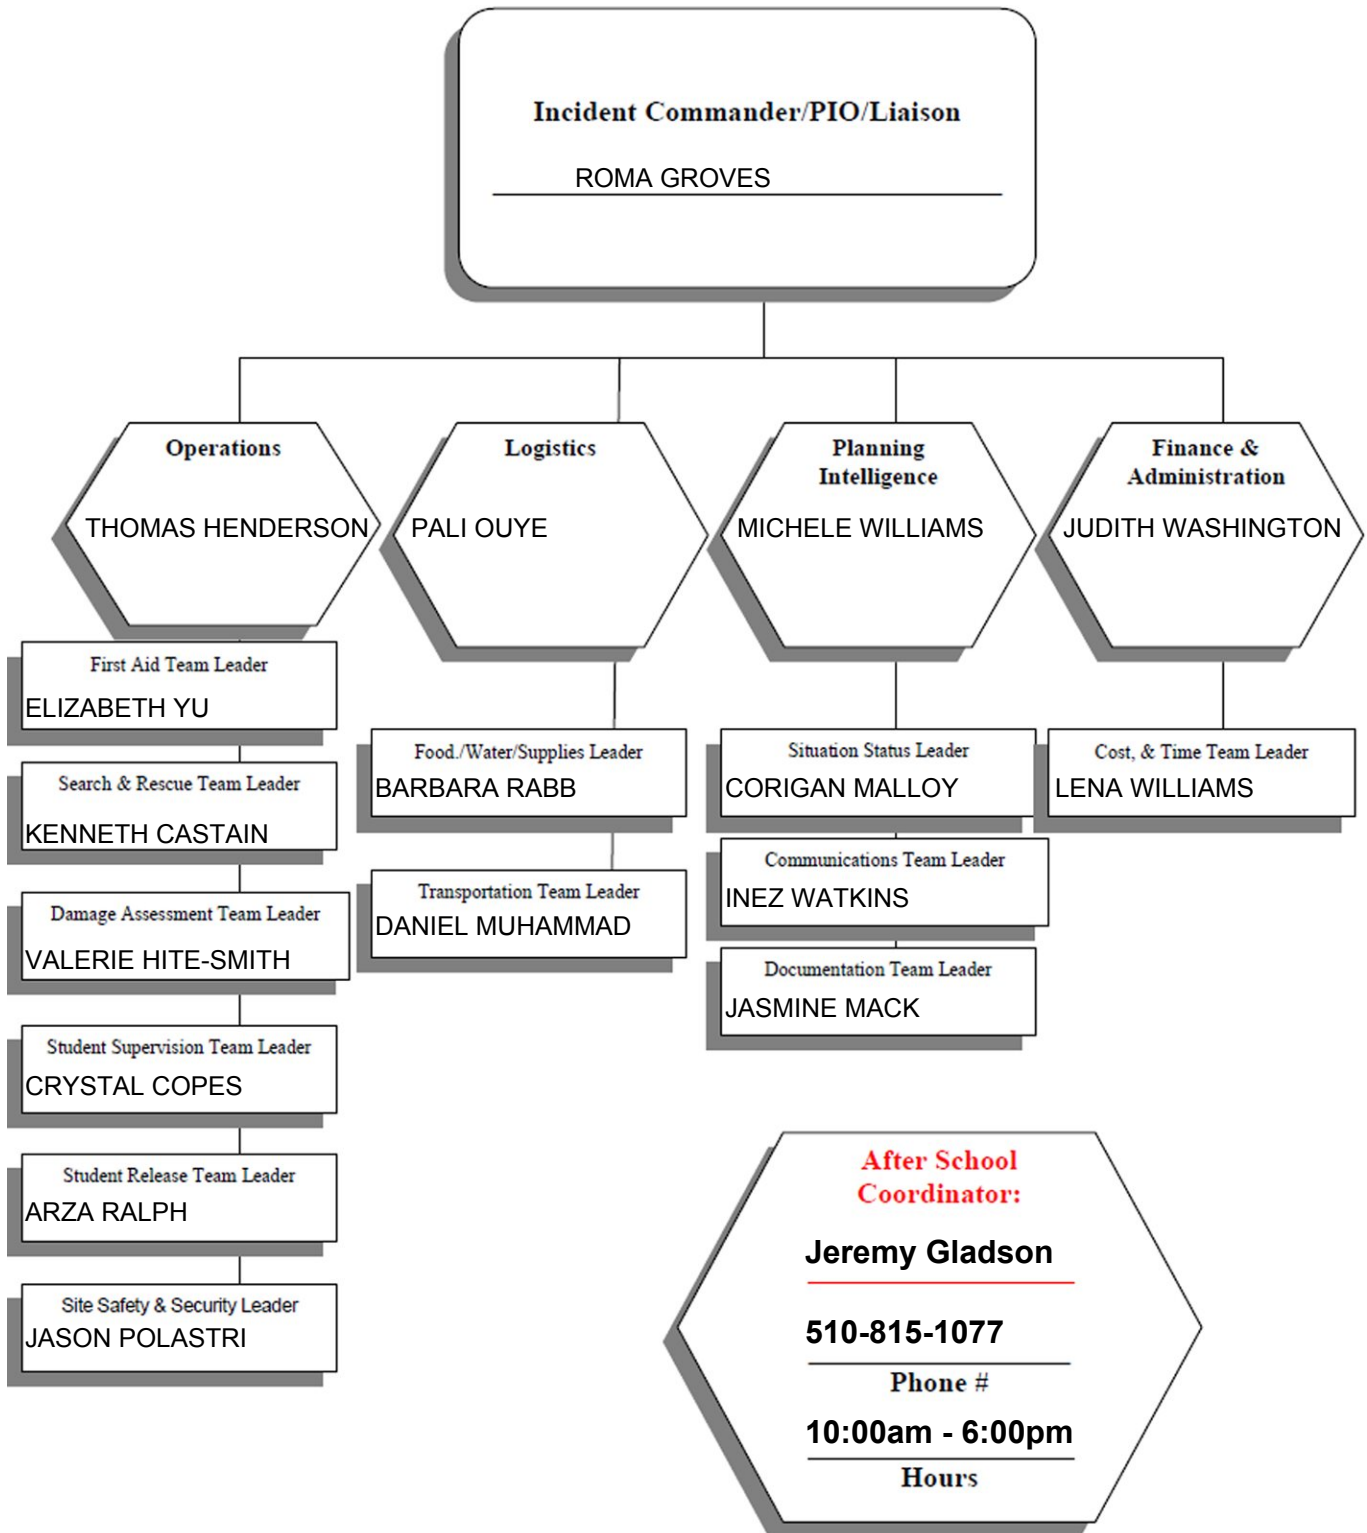 Incident Commander/PIO/Liaison
ROMA GROVES
Operations
THOMAS HENDERSON
Logistics
PALI OUYE
Planning
Intelligence
MICHELE WILLIAMS
Finance &
Administration
JUDITH WASHINGTON
First Aid Team Leader
ELIZABETH YU
Search & Rescue Team Leader
KENNETH CASTAIN
Damage Assessment Team Leader
VALERIE HITE-SMITH
Student Supervision Team Leader
CRYSTAL COPES
Student Release Team Leader
ARZA RALPH
Site Safety & Security Leader
JASON POLASTRI
Food./Water/Supplies Leader
BARBARA RABB
Transportation Team Leader
DANIEL MUHAMMAD
Situation Status Leader
CORIGAN MALLOY
Communications Team Leader
INEZ WATKINS
Documentation Team Leader
JASMINE MACK
Cost, & Time Team Leader
LENA WILLIAMS
After School
Coordinator:
Jeremy Gladson
510-815-1077
Phone #
10:00am - 6:00pm
Hours